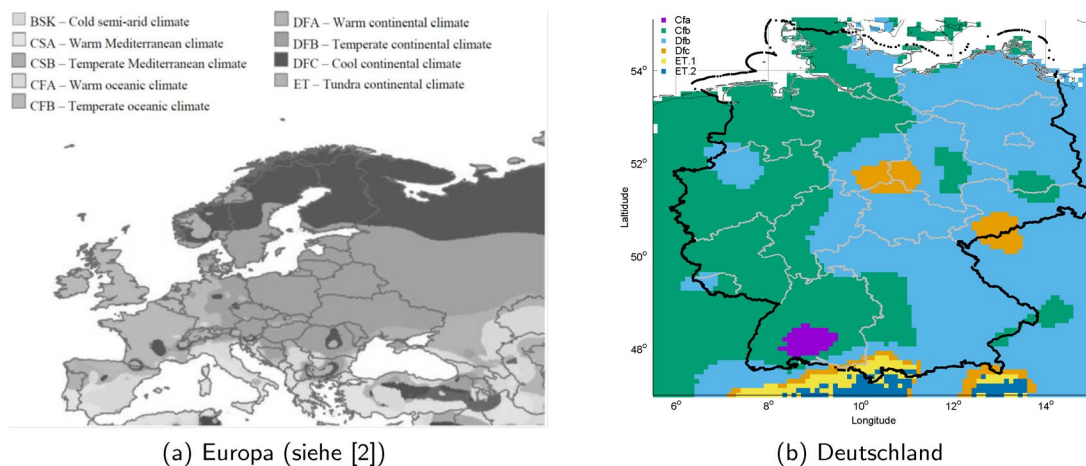 BSK – Cold semi-arid climate
CSA – Warm Mediterranean climate
CSB – Temperate Mediterranean climate
CFA – Warm oceanic climate
CFB – Temperate oceanic climate
DFA – Warm continental climate
DFB – Temperate continental climate
DFC – Cool continental climate
ET – Tundra continental climate
(a) Europa (siehe [2])
Cfa
Cfb
Dfb
Dfc
ET.1
ET.2
54°
52°
50°
48°
Laltidude
6°
8°
10°
12°
14°
Longitude
(b) Deutschland